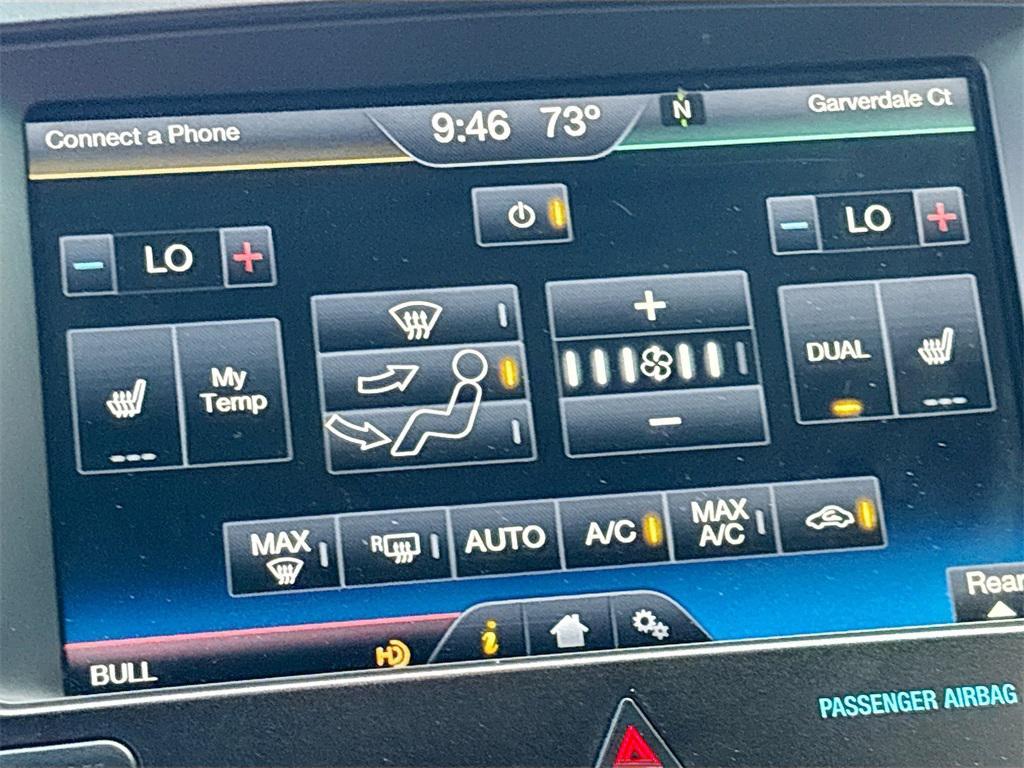 Connect a Phone
9:46 73°
N
Garverdale Ct
LO
LO
My
Temp
DUAL
MAX
R
AUTO
A/C
MAX
A/C
Rear
BULL
HD
i
PASSENGER AIRBAG